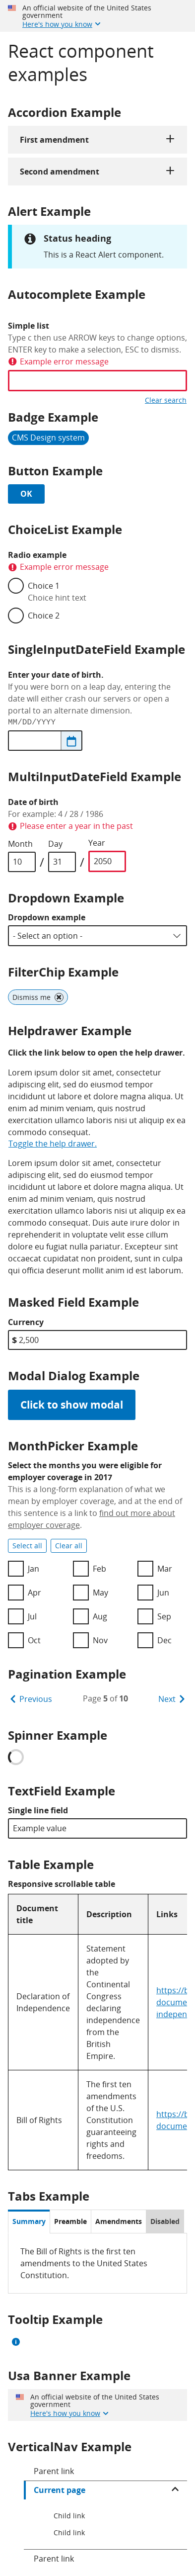 An official website of the United States
government
Here's how you know
React component
examples
Accordion Example
First amendment
Second amendment
Alert Example
Status heading
This is a React Alert component.
Autocomplete Example
Simple list
Type c then use ARROW keys to change options,
ENTER key to make a selection, ESC to dismiss.
Example error message
Clear search
Badge Example
CMS Design system
Button Example
OK
ChoiceList Example
Radio example
Example error message
Choice 1
Choice hint text
Choice 2
SingleInputDateField Example
Enter your date of birth.
If you were born on a leap day, entering the
date will either crash our servers or open a
portal to an alternate dimension.
MM/DD/YYYY
MultiInputDateField Example
Date of birth
For example: 4 / 28 / 1986
Please enter a year in the past
Month Day Year
10 / 31 / 2050
Dropdown Example
Dropdown example
- Select an option -
FilterChip Example
Dismiss me
Helpdrawer Example
Click the link below to open the help drawer.
Lorem ipsum dolor sit amet, consectetur
adipiscing elit, sed do eiusmod tempor
incididunt ut labore et dolore magna aliqua. Ut
enim ad minim veniam, quis nostrud
exercitation ullamco laboris nisi ut aliquip ex ea
commodo consequat.
Toggle the help drawer.
Lorem ipsum dolor sit amet, consectetur
adipiscing elit, sed do eiusmod tempor
incididunt ut labore et dolore magna aliqua. Ut
enim ad minim veniam, quis nostrud
exercitation ullamco laboris nisi ut aliquip ex ea
commodo consequat. Duis aute irure dolor in
reprehenderit in voluptate velit esse cillum
dolore eu fugiat nulla pariatur. Excepteur sint
occaecat cupidatat non proident, sunt in culpa
qui officia deserunt mollit anim id est laborum.
Masked Field Example
Currency
$ 2,500
Modal Dialog Example
Click to show modal
MonthPicker Example
Select the months you were eligible for
employer coverage in 2017
This is a long-form explanation of what we
mean by employer coverage, and at the end of
this sentence is a link to find out more about
employer coverage.
Select all Clear all
Jan Feb Mar
Apr May Jun
Jul Aug Sep
Oct Nov Dec
Pagination Example
Previous Page 5 of 10 Next
Spinner Example
TextField Example
Single line field
Example value
Table Example
Responsive scrollable table
Document
title
Description
Links
Declaration of
Independence
Statement
adopted by
the
Continental
Congress
declaring
independence
from the
British
Empire.
https://
docume
indepen
Bill of Rights
The first ten
amendments
of the U.S.
Constitution
guaranteeing
rights and
freedoms.
https://
docume
Tabs Example
Summary Preamble Amendments Disabled
The Bill of Rights is the first ten
amendments to the United States
Constitution.
Tooltip Example
Usa Banner Example
An official website of the United States
government
Here's how you know
VerticalNav Example
Parent link
Current page
Child link
Child link
Parent link